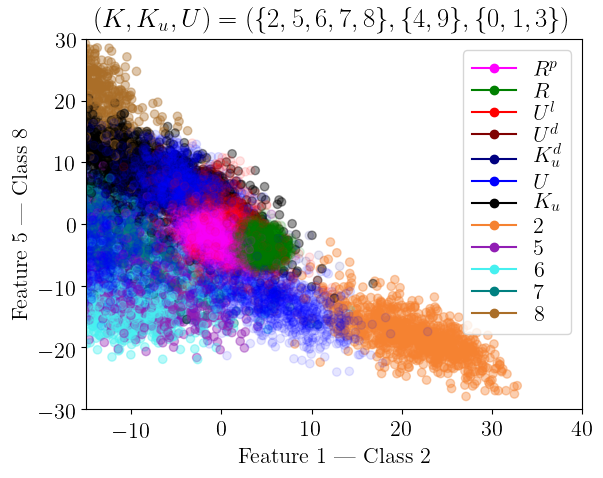 (K, K_u, U) = ({2, 5, 6, 7, 8}, {4, 9}, {0, 1, 3})
30
20
10
0
−10
−20
−30
Feature 5 — Class 8
R^p
R
U^l
U^d
K_u^d
U
K_u
2
5
6
7
8
−10
0
10
20
30
40
Feature 1 — Class 2